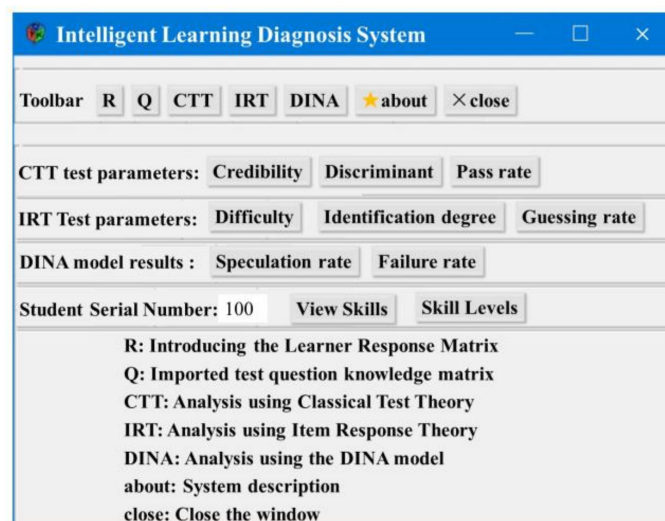 Intelligent Learning Diagnosis System
Toolbar R Q CTT IRT DINA about close
CTT test parameters: Credibility Discriminant Pass rate
IRT Test parameters: Difficulty Identification degree Guessing rate
DINA model results : Speculation rate Failure rate
Student Serial Number: 100 View Skills Skill Levels
R: Introducing the Learner Response Matrix
Q: Imported test question knowledge matrix
CTT: Analysis using Classical Test Theory
IRT: Analysis using Item Response Theory
DINA: Analysis using the DINA model
about: System description
close: Close the window